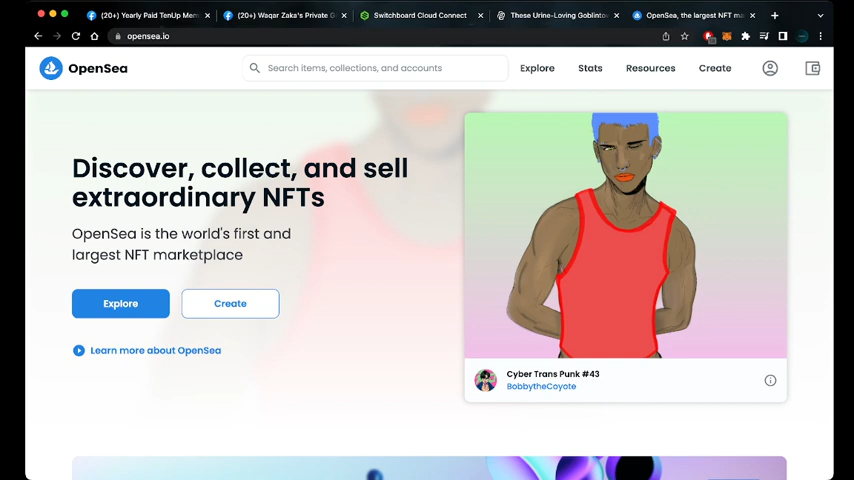 (20+) Yearly Paid TenUp Mem
(20+) Waqar Zaka's Private G
Switchboard Cloud Connect
These Urine-Loving Goblintow
OpenSea, the largest NFT ma
opensea.io
OpenSea
Search items, collections, and accounts
Explore
Stats
Resources
Create
Discover, collect, and sell
extraordinary NFTs
OpenSea is the world's first and
largest NFT marketplace
Explore
Create
Learn more about OpenSea
Cyber Trans Punk #43
BobbytheCoyote